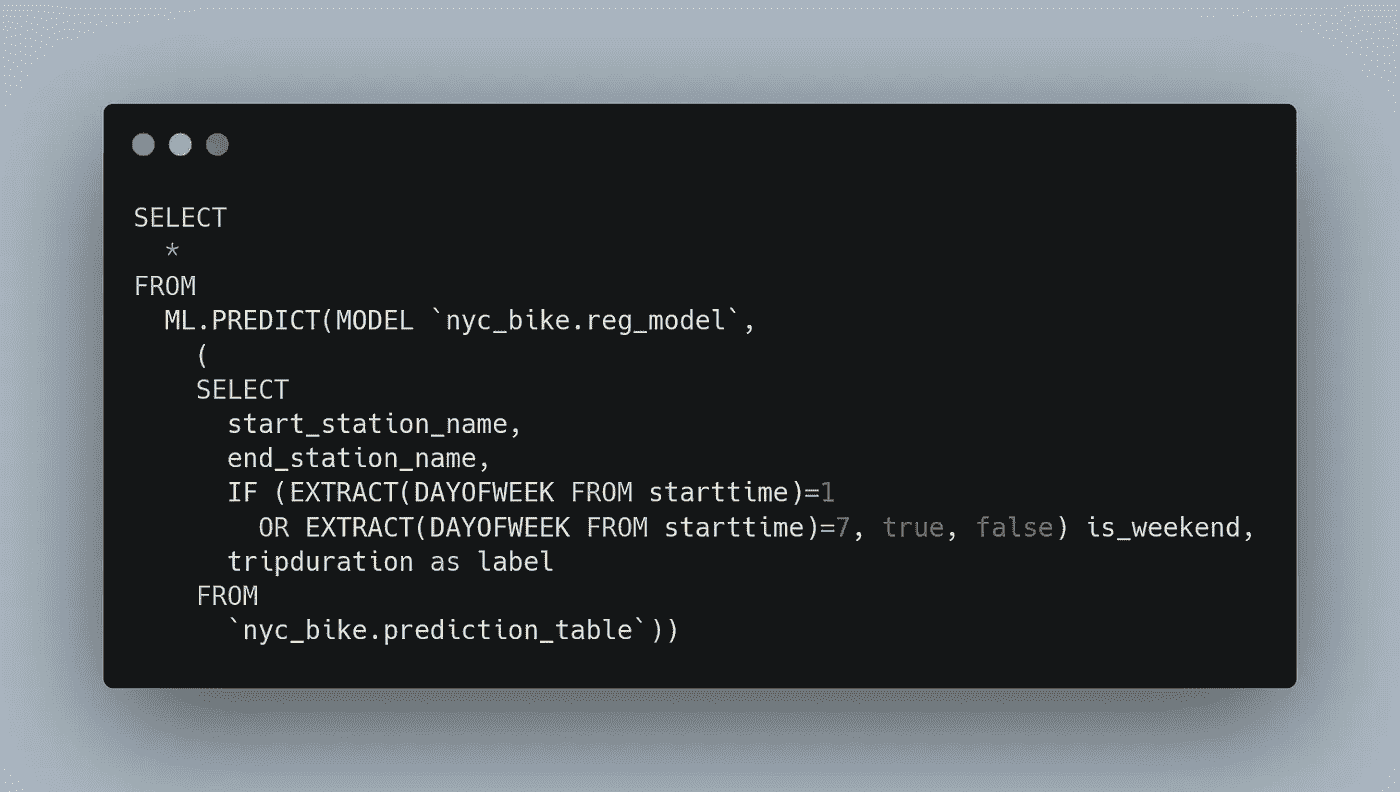 SELECT
  *
FROM
  ML.PREDICT(MODEL `nyc_bike.reg_model`,
    (
    SELECT
      start_station_name,
      end_station_name,
      IF (EXTRACT(DAYOFWEEK FROM starttime)=1
        OR EXTRACT(DAYOFWEEK FROM starttime)=7, true, false) is_weekend,
      tripduration as label
    FROM
      `nyc_bike.prediction_table`))